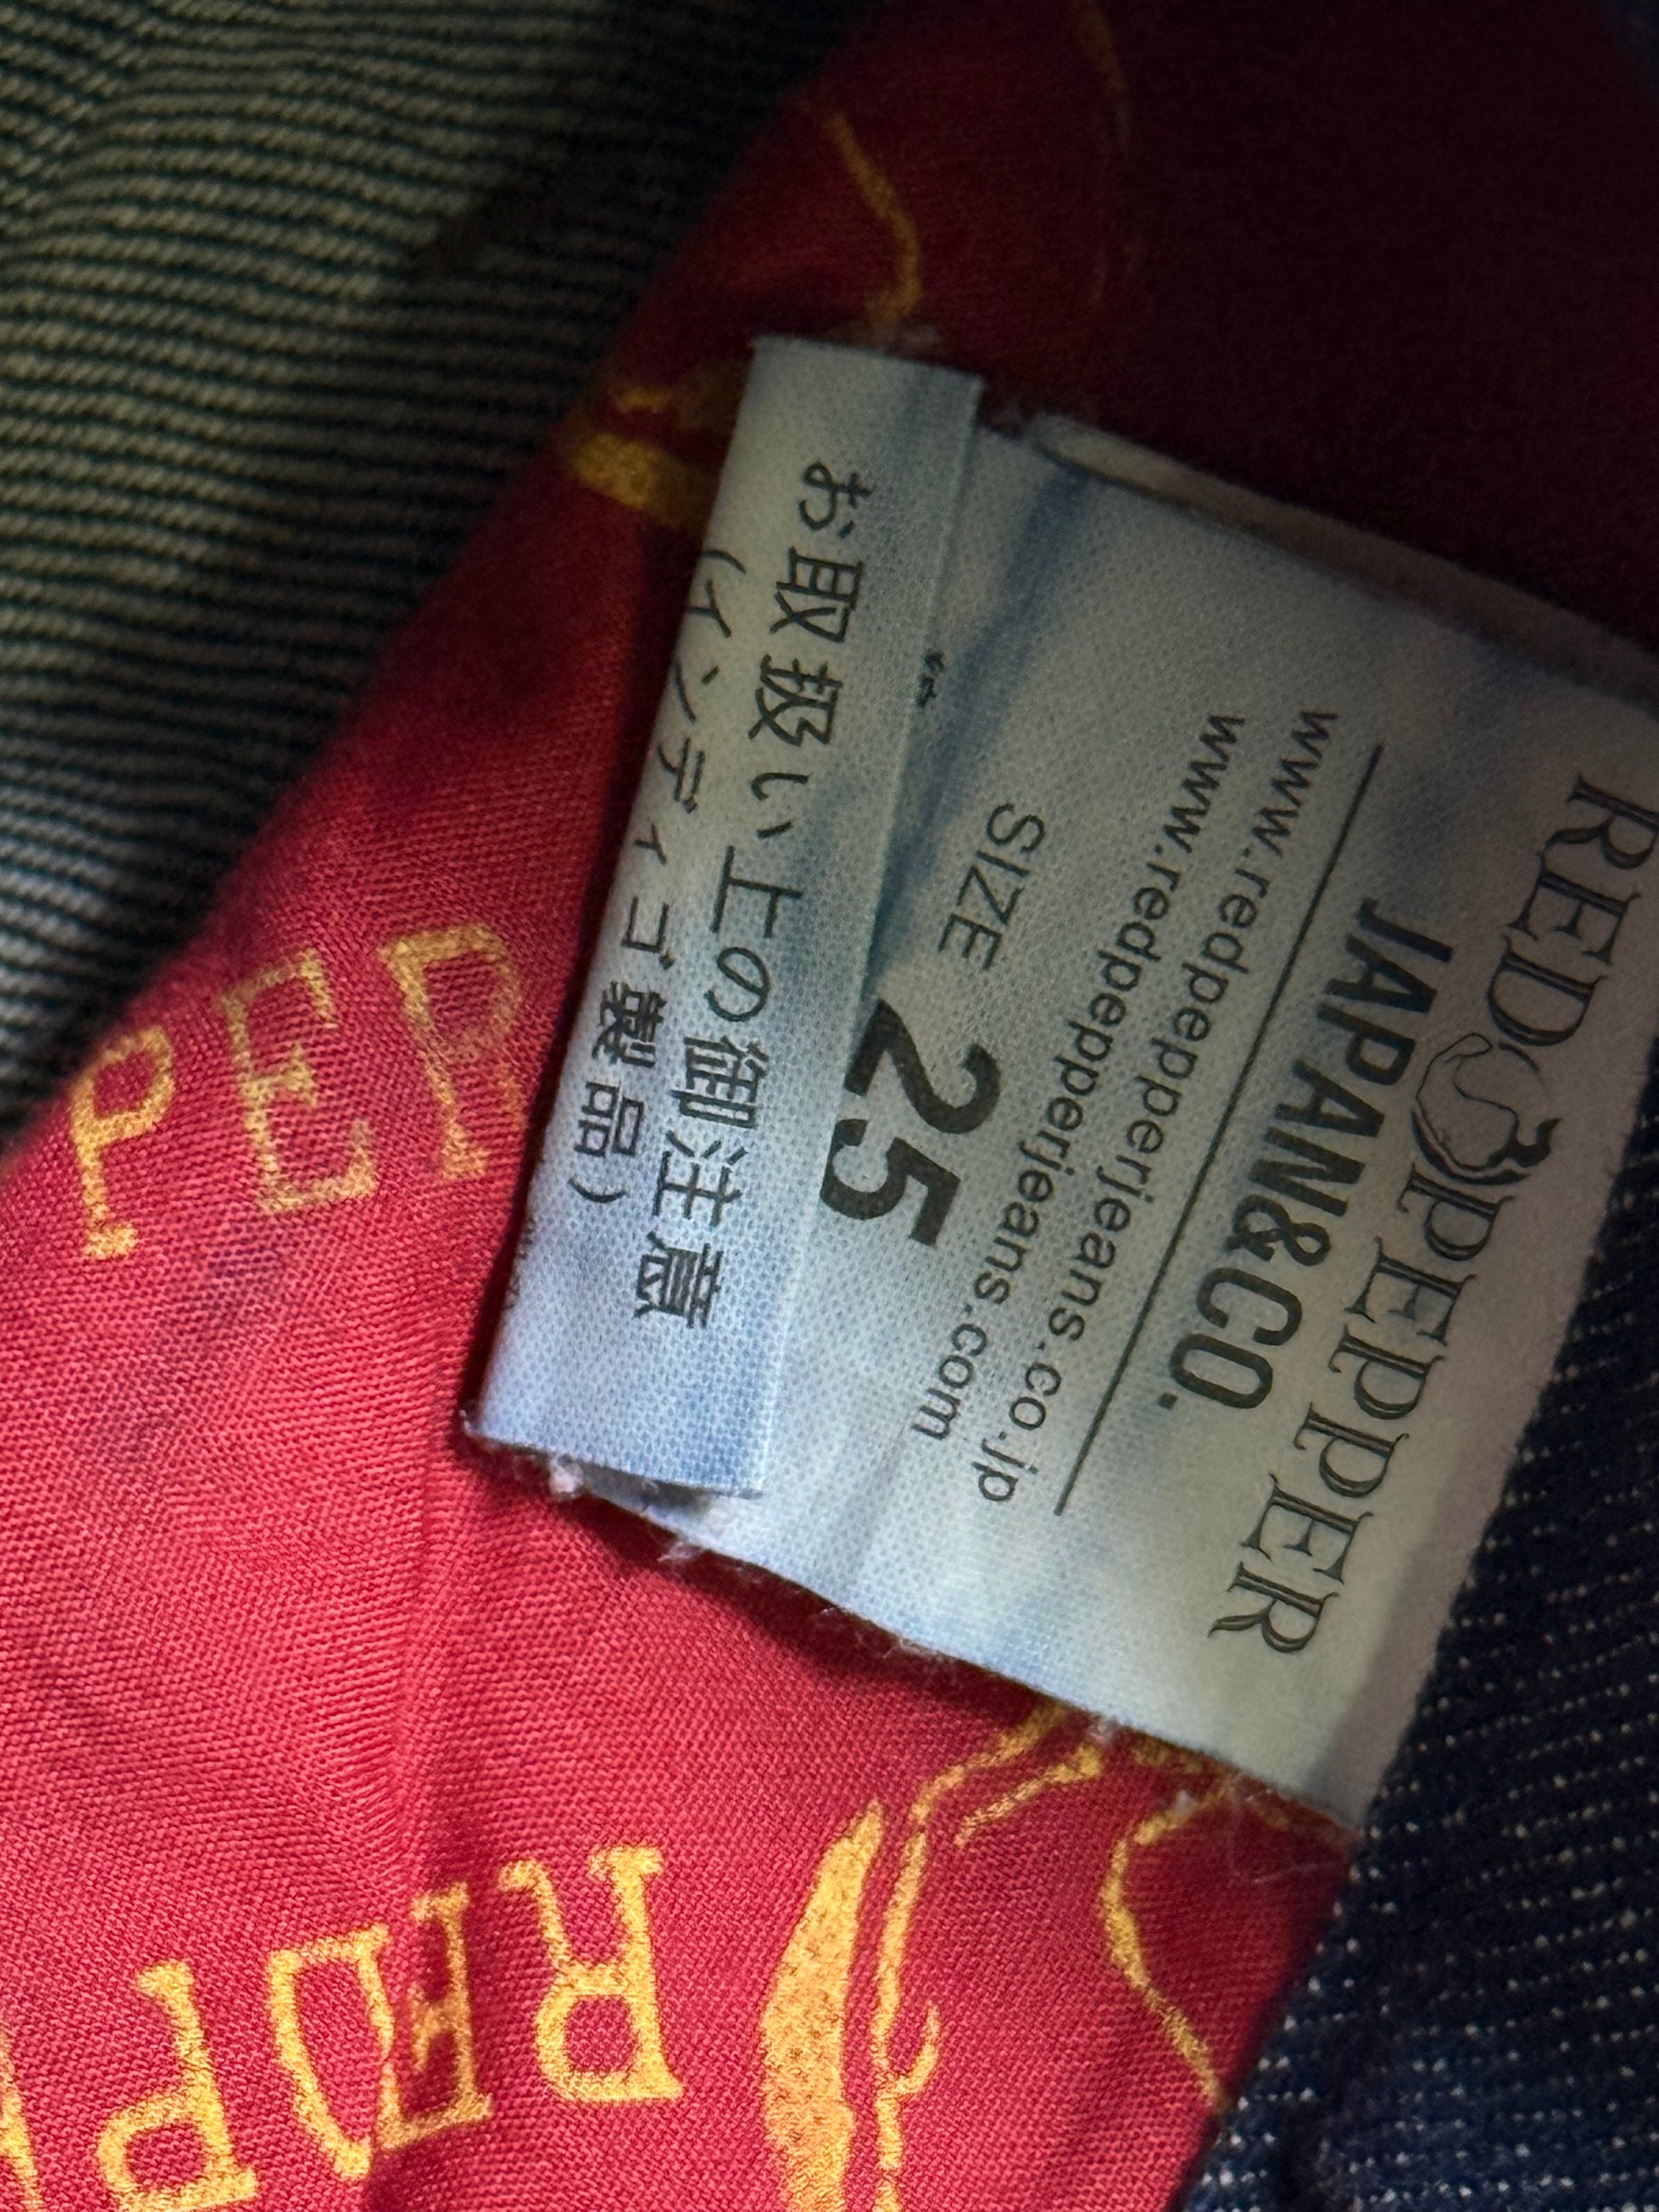 RED PEPPER
JAPAN&CO.
www.redpepperjeans.co.jp
www.redpepperjeans.com
SIZE 25
お取扱い上の御注意
(インディゴ製品)
PEP
RED P